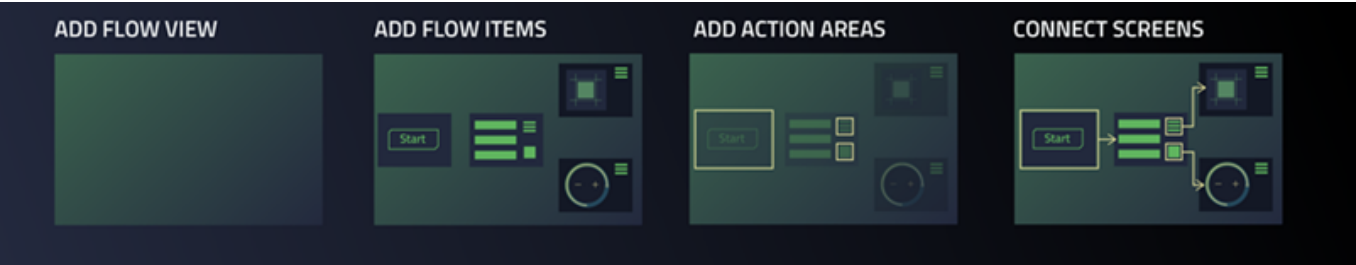 ADD FLOW VIEW
ADD FLOW ITEMS
ADD ACTION AREAS
CONNECT SCREENS
Start
Start
Start